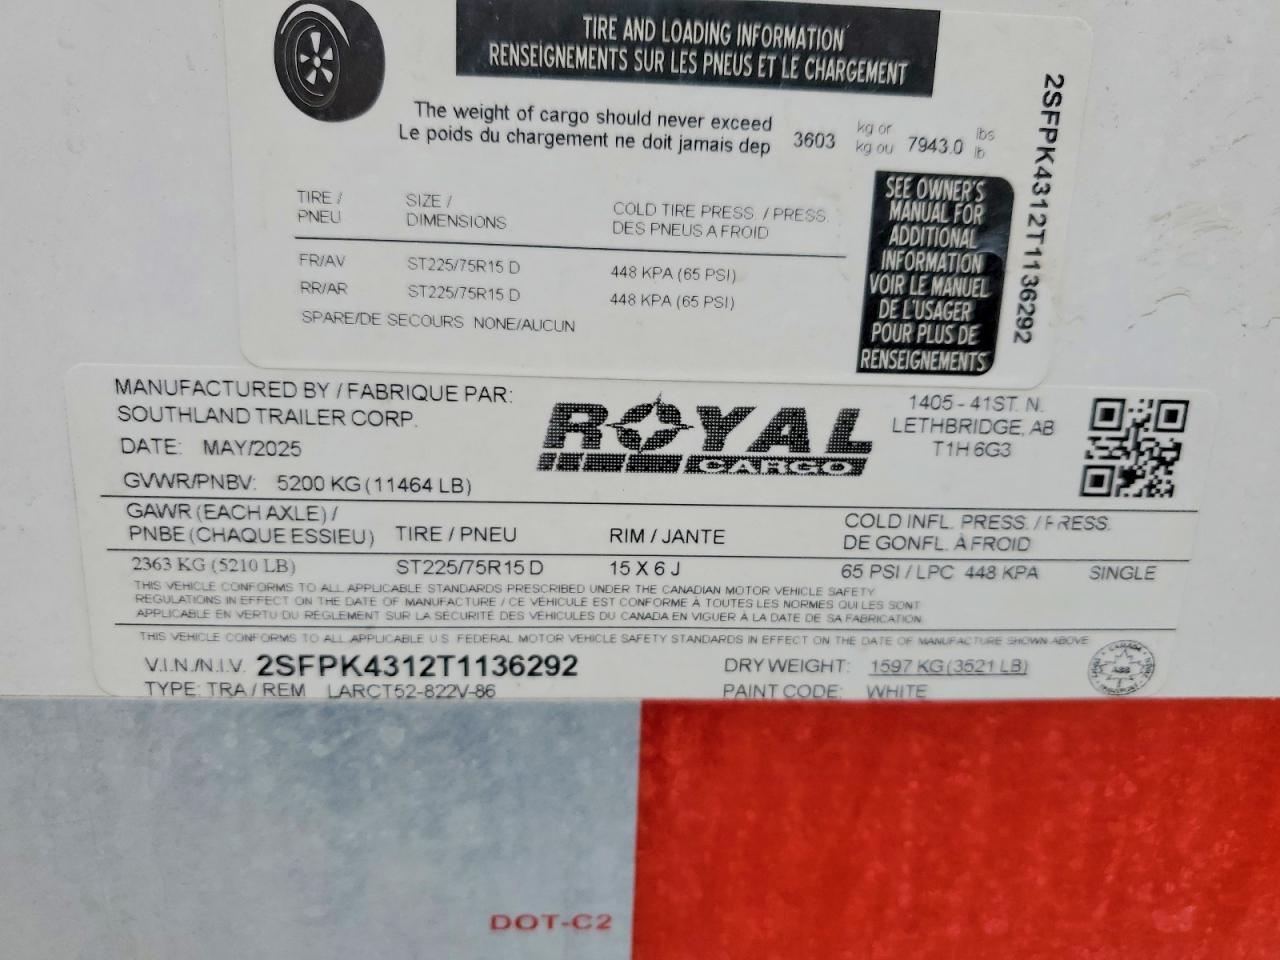 TIRE AND LOADING INFORMATION
RENSEIGNEMENTS SUR LES PNEUS ET LE CHARGEMENT
The weight of cargo should never exceed
Le poids du chargement ne doit jamais dep
3603 kg or 7943.0 lbs
kg ou lb
2SFPK4312T1136292
TIRE / SIZE / COLD TIRE PRESS. / PRESS.
PNEU DIMENSIONS DES PNEUS A FROID
FR/AV ST225/75R15 D 448 KPA (65 PSI)
RR/AR ST225/75R15 D 448 KPA (65 PSI)
SPARE/DE SECOURS NONE/AUCUN
SEE OWNER'S
MANUAL FOR
ADDITIONAL
INFORMATION
VOIR LE MANUEL
DE L'USAGER
POUR PLUS DE
RENSEIGNEMENTS
MANUFACTURED BY / FABRIQUE PAR:
SOUTHLAND TRAILER CORP.
DATE: MAY/2025
GVWR/PNBV: 5200 KG (11464 LB)
ROYAL
CARGO
1405 - 41ST. N.
LETHBRIDGE, AB
T1H 6G3
GAWR (EACH AXLE) /
PNBE (CHAQUE ESSIEU) TIRE / PNEU RIM / JANTE
COLD INFL. PRESS. / PRESS.
DE GONFL. À FROID
2363 KG (5210 LB) ST225/75R15 D 15 X 6 J 65 PSI / LPC 448 KPA SINGLE
THIS VEHICLE CONFORMS TO ALL APPLICABLE STANDARDS PRESCRIBED UNDER THE CANADIAN MOTOR VEHICLE SAFETY
REGULATIONS IN EFFECT ON THE DATE OF MANUFACTURE / CE VÉHICULE EST CONFORME À TOUTES LES NORMES QUI LES SONT
APPLICABLE EN VERTU DU REGLEMENT SUR LA SÉCURITÉ DES VÉHICULES DU CANADA EN VIGUER À LA DATE DE SA FABRICATION.
THIS VEHICLE CONFORMS TO ALL APPLICABLE U.S. FEDERAL MOTOR VEHICLE SAFETY STANDARDS IN EFFECT ON THE DATE OF MANUFACTURE SHOWN ABOVE
V.I.N./N.I.V. 2SFPK4312T1136292 DRY WEIGHT: 1597 KG (3521 LB)
TYPE: TRA / REM LARCT52-822V-86 PAINT CODE: WHITE
DOT-C2